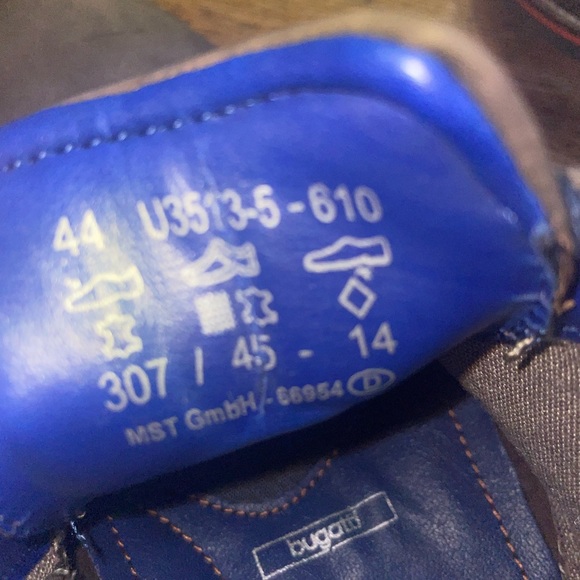 44 U3513-5-610
307 / 45 - 14
MST GmbH - 66954 D
bugatti